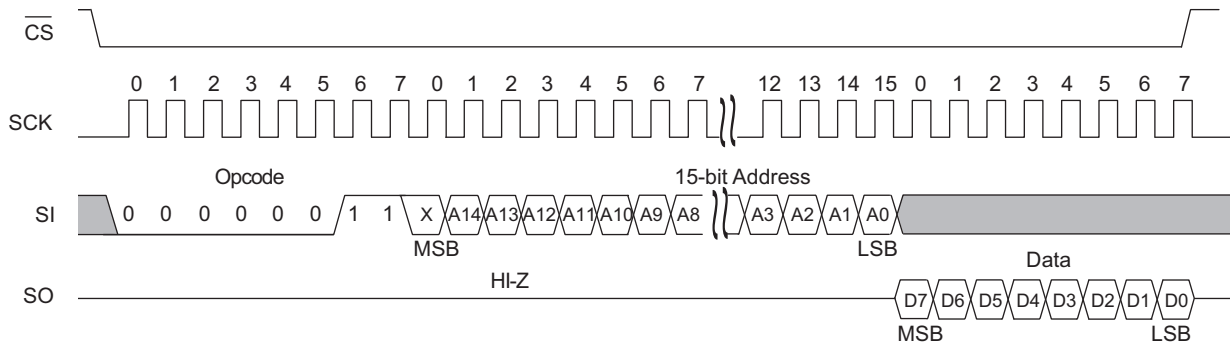 CS
0 1 2 3 4 5 6 7 0 1 2 3 4 5 6 7 12 13 14 15 0 1 2 3 4 5 6 7
SCK
Opcode 15-bit Address
SI 0 0 0 0 0 0 1 1 X A14 A13 A12 A11 A10 A9 A8 A3 A2 A1 A0
MSB LSB
HI-Z Data
SO D7 D6 D5 D4 D3 D2 D1 D0
MSB LSB